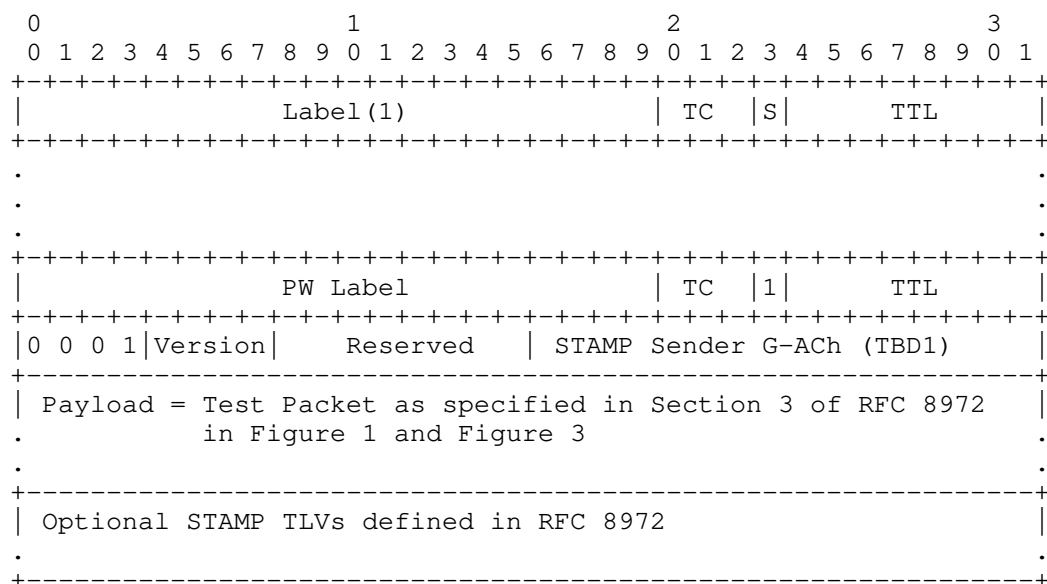 0                   1                   2                   3
0 1 2 3 4 5 6 7 8 9 0 1 2 3 4 5 6 7 8 9 0 1 2 3 4 5 6 7 8 9 0 1
+-+-+-+-+-+-+-+-+-+-+-+-+-+-+-+-+-+-+-+-+-+-+-+-+-+-+-+-+-+-+-+-+
| Label(1) | TC |S| TTL |
+-+-+-+-+-+-+-+-+-+-+-+-+-+-+-+-+-+-+-+-+-+-+-+-+-+-+-+-+-+-+-+-+
. .
. .
. .
+-+-+-+-+-+-+-+-+-+-+-+-+-+-+-+-+-+-+-+-+-+-+-+-+-+-+-+-+-+-+-+-+
| PW Label | TC |1| TTL |
+-+-+-+-+-+-+-+-+-+-+-+-+-+-+-+-+-+-+-+-+-+-+-+-+-+-+-+-+-+-+-+-+
|0 0 0 1|Version| Reserved | STAMP Sender G-ACh (TBD1) |
+---------------------------------------------------------------+
| Payload = Test Packet as specified in Section 3 of RFC 8972 |
. in Figure 1 and Figure 3 .
. .
+---------------------------------------------------------------+
| Optional STAMP TLVs defined in RFC 8972 |
. .
+---------------------------------------------------------------+